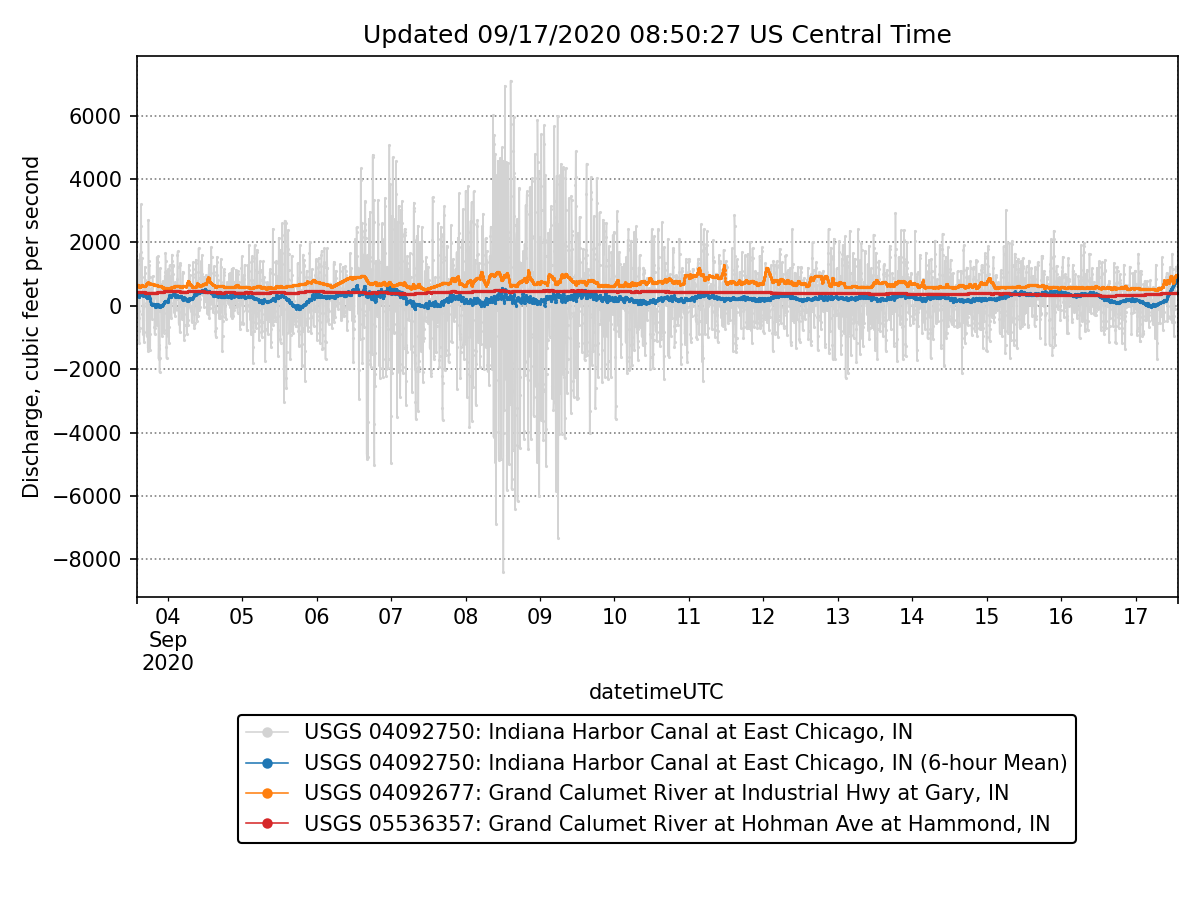 Updated 09/17/2020 08:50:27 US Central Time
Discharge, cubic feet per second
6000
4000
2000
0
−2000
−4000
−6000
−8000
04 05 06 07 08 09 10 11 12 13 14 15 16 17
Sep
2020
datetimeUTC
USGS 04092750: Indiana Harbor Canal at East Chicago, IN
USGS 04092750: Indiana Harbor Canal at East Chicago, IN (6-hour Mean)
USGS 04092677: Grand Calumet River at Industrial Hwy at Gary, IN
USGS 05536357: Grand Calumet River at Hohman Ave at Hammond, IN